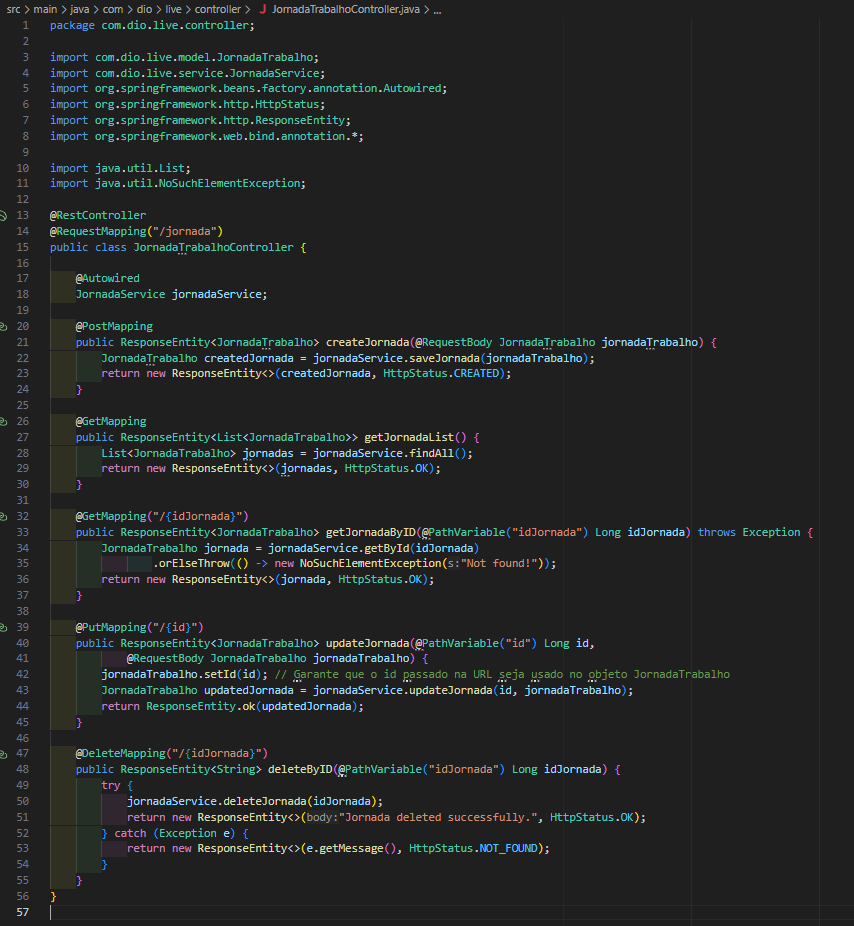 src > main > java > com > dio > live > controller > J JornadaTrabalhoController.java > ...
1 package com.dio.live.controller;
2
3 import com.dio.live.model.JornadaTrabalho;
4 import com.dio.live.service.JornadaService;
5 import org.springframework.beans.factory.annotation.Autowired;
6 import org.springframework.http.HttpStatus;
7 import org.springframework.http.ResponseEntity;
8 import org.springframework.web.bind.annotation.*;
9
10 import java.util.List;
11 import java.util.NoSuchElementException;
12
13 @RestController
14 @RequestMapping("/jornada")
15 public class JornadaTrabalhoController {
16
17     @Autowired
18     JornadaService jornadaService;
19
20     @PostMapping
21     public ResponseEntity<JornadaTrabalho> createJornada(@RequestBody JornadaTrabalho jornadaTrabalho) {
22         JornadaTrabalho createdJornada = jornadaService.saveJornada(jornadaTrabalho);
23         return new ResponseEntity<>(createdJornada, HttpStatus.CREATED);
24     }
25
26     @GetMapping
27     public ResponseEntity<List<JornadaTrabalho>> getJornadaList() {
28         List<JornadaTrabalho> jornadas = jornadaService.findAll();
29         return new ResponseEntity<>(jornadas, HttpStatus.OK);
30     }
31
32     @GetMapping("/{idJornada}")
33     public ResponseEntity<JornadaTrabalho> getJornadaByID(@PathVariable("idJornada") Long idJornada) throws Exception {
34         JornadaTrabalho jornada = jornadaService.getById(idJornada)
35                 .orElseThrow(() -> new NoSuchElementException(s:"Not found!"));
36         return new ResponseEntity<>(jornada, HttpStatus.OK);
37     }
38
39     @PutMapping("/{id}")
40     public ResponseEntity<JornadaTrabalho> updateJornada(@PathVariable("id") Long id,
41             @RequestBody JornadaTrabalho jornadaTrabalho) {
42         jornadaTrabalho.setId(id); // Garante que o id passado na URL seja usado no objeto JornadaTrabalho
43         JornadaTrabalho updatedJornada = jornadaService.updateJornada(id, jornadaTrabalho);
44         return ResponseEntity.ok(updatedJornada);
45     }
46
47     @DeleteMapping("/{idJornada}")
48     public ResponseEntity<String> deleteByID(@PathVariable("idJornada") Long idJornada) {
49         try {
50             jornadaService.deleteJornada(idJornada);
51             return new ResponseEntity<>(body:"Jornada deleted successfully.", HttpStatus.OK);
52         } catch (Exception e) {
53             return new ResponseEntity<>(e.getMessage(), HttpStatus.NOT_FOUND);
54         }
55     }
56 }
57